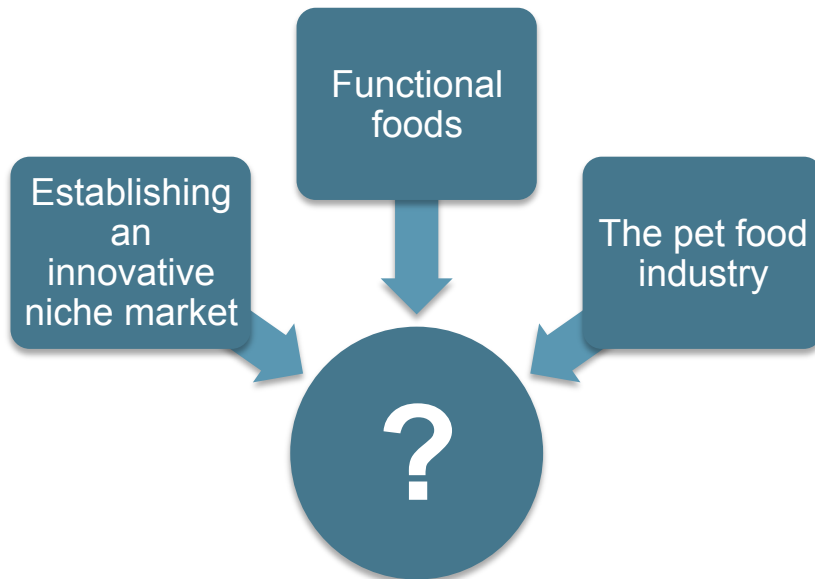 Functional
foods
Establishing
an
innovative
niche market
The pet food
industry
?